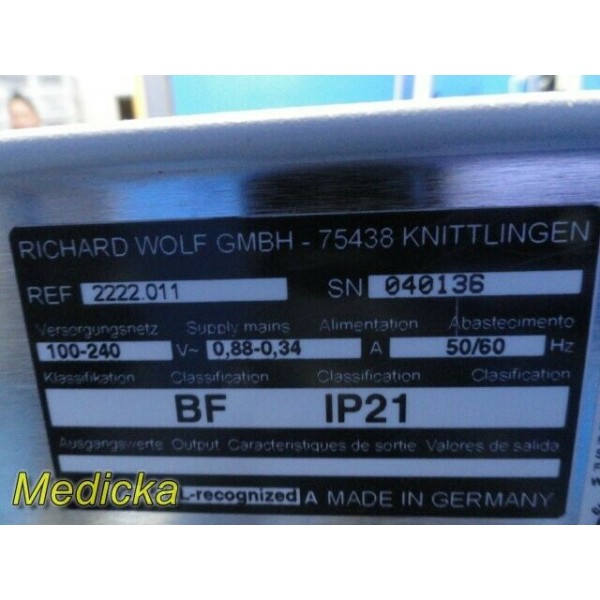 RICHARD WOLF GMBH - 75438 KNITTLINGEN
REF 2222.011 SN 040136
Versorgungsnetz Supply mains Alimentation Abastecimento
100-240 V~ 0,88-0,34 A 50/60 Hz
Klassifikation Classification Classification Clasification
BF IP21
Ausgangswerte Output Caracteristiques de sortie Valores de salida
Medicka L-recognized A MADE IN GERMANY